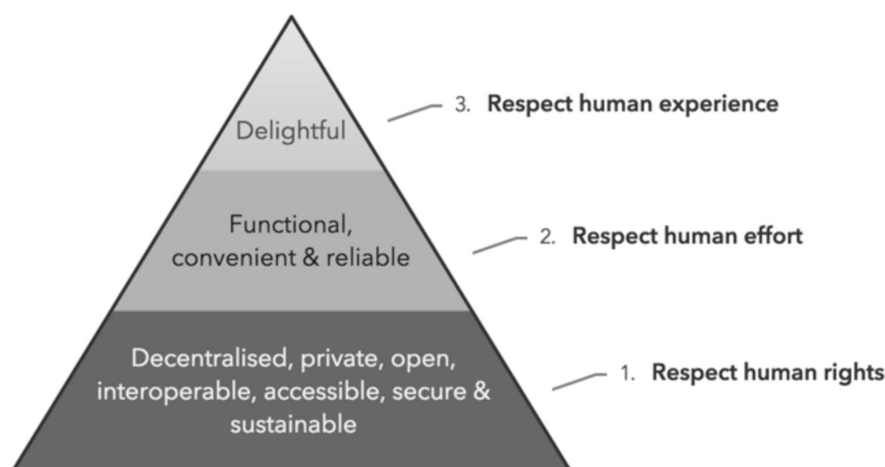 Delightful
3. Respect human experience
Functional,
convenient & reliable
2. Respect human effort
Decentralised, private, open,
interoperable, accessible, secure &
sustainable
1. Respect human rights